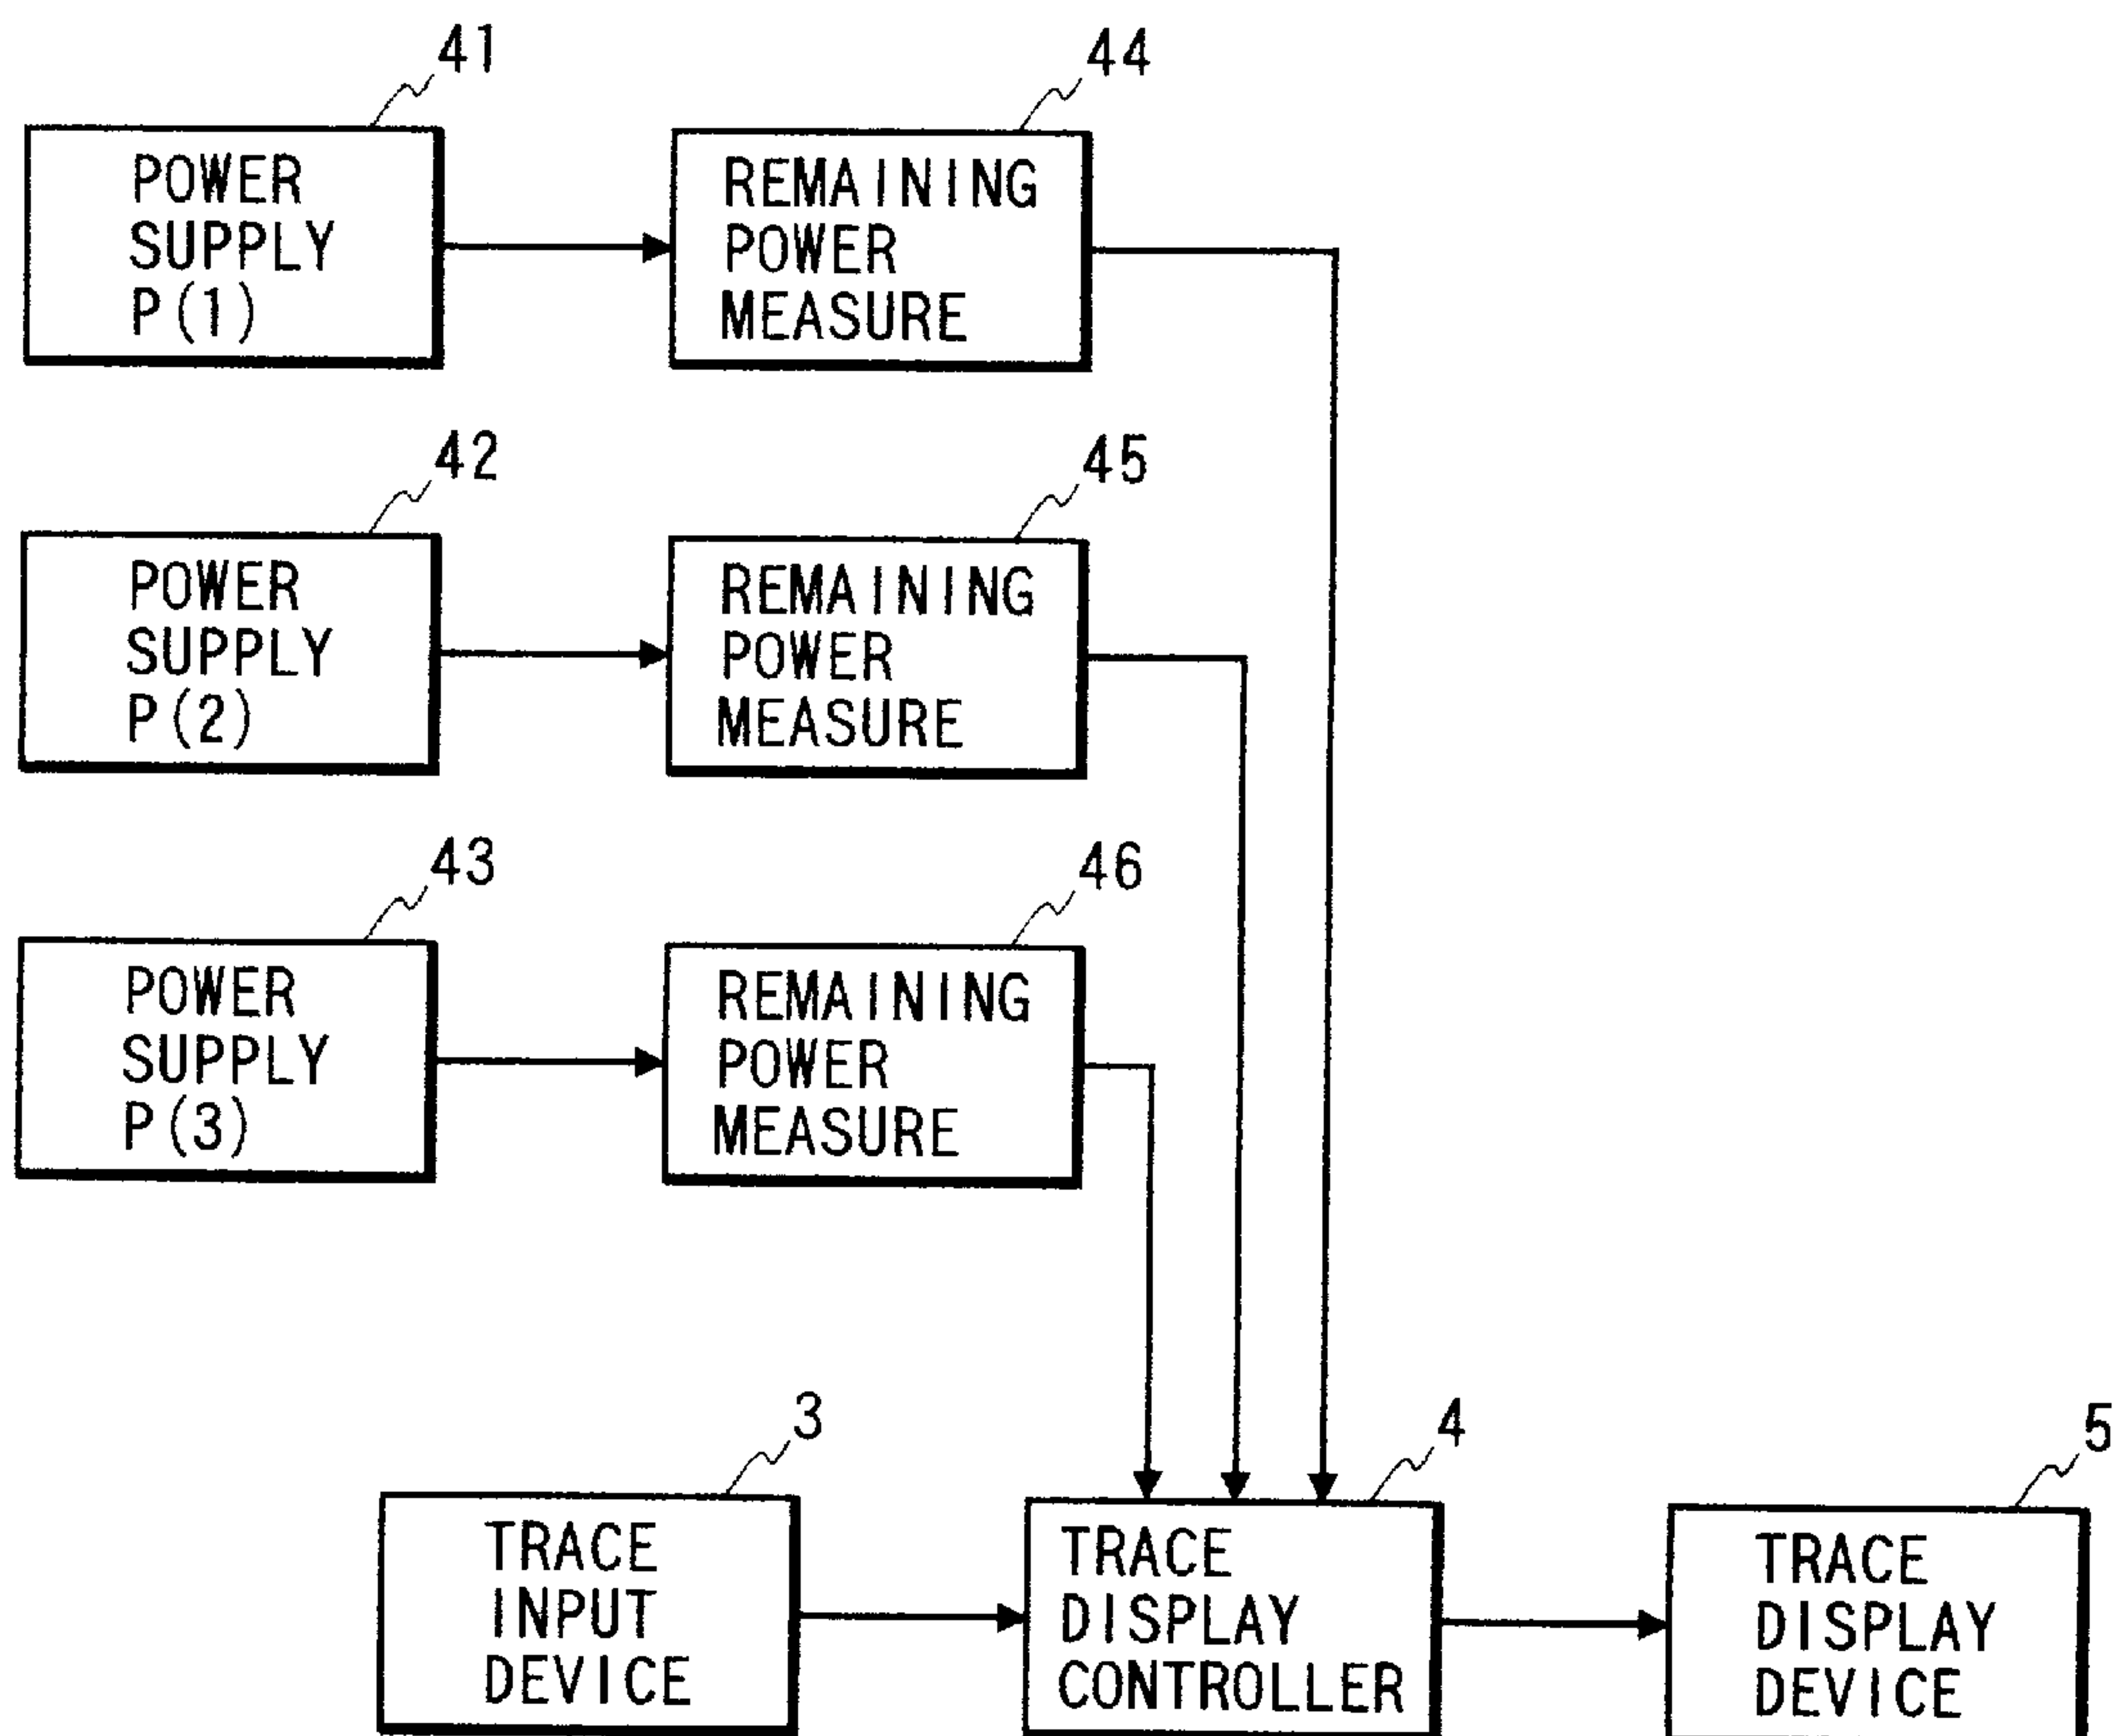 41
POWER
SUPPLY
P(1)
44
REMAINING
POWER
MEASURE
42
POWER
SUPPLY
P(2)
45
REMAINING
POWER
MEASURE
43
POWER
SUPPLY
P(3)
46
REMAINING
POWER
MEASURE
3
TRACE
INPUT
DEVICE
4
TRACE
DISPLAY
CONTROLLER
5
TRACE
DISPLAY
DEVICE